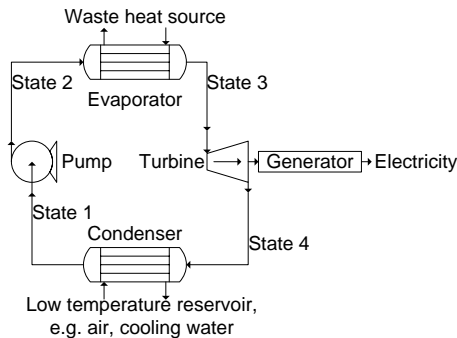 Waste heat source
State 2
State 3
Evaporator
Pump
Turbine
Generator
Electricity
State 1
Condenser
State 4
Low temperature reservoir,
e.g. air, cooling water